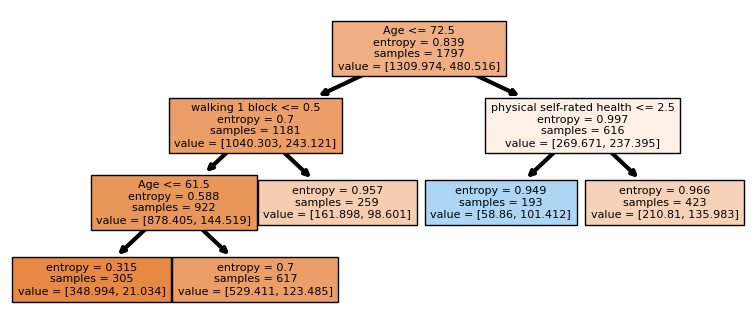 Age <= 72.5
entropy = 0.839
samples = 1797
value = [1309.974, 480.516]
walking 1 block <= 0.5
entropy = 0.7
samples = 1181
value = [1040.303, 243.121]
physical self-rated health <= 2.5
entropy = 0.997
samples = 616
value = [269.671, 237.395]
Age <= 61.5
entropy = 0.588
samples = 922
value = [878.405, 144.519]
entropy = 0.957
samples = 259
value = [161.898, 98.601]
entropy = 0.949
samples = 193
value = [58.86, 101.412]
entropy = 0.966
samples = 423
value = [210.81, 135.983]
entropy = 0.315
samples = 305
value = [348.994, 21.034]
entropy = 0.7
samples = 617
value = [529.411, 123.485]